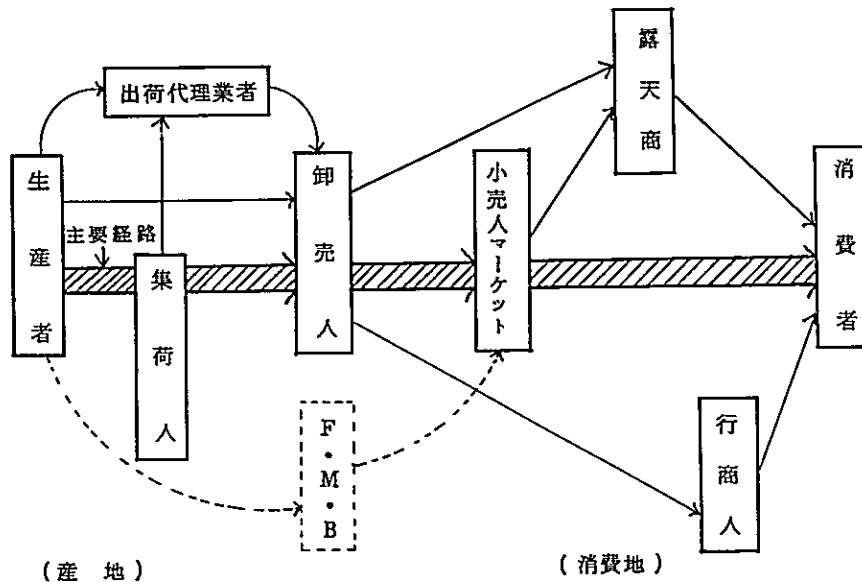 露天商
出荷代理業者
生産者
卸売人
小売人マーケット
消費者
主要経路
集荷人
F・M・B
行商人
(産 地)
(消費地)